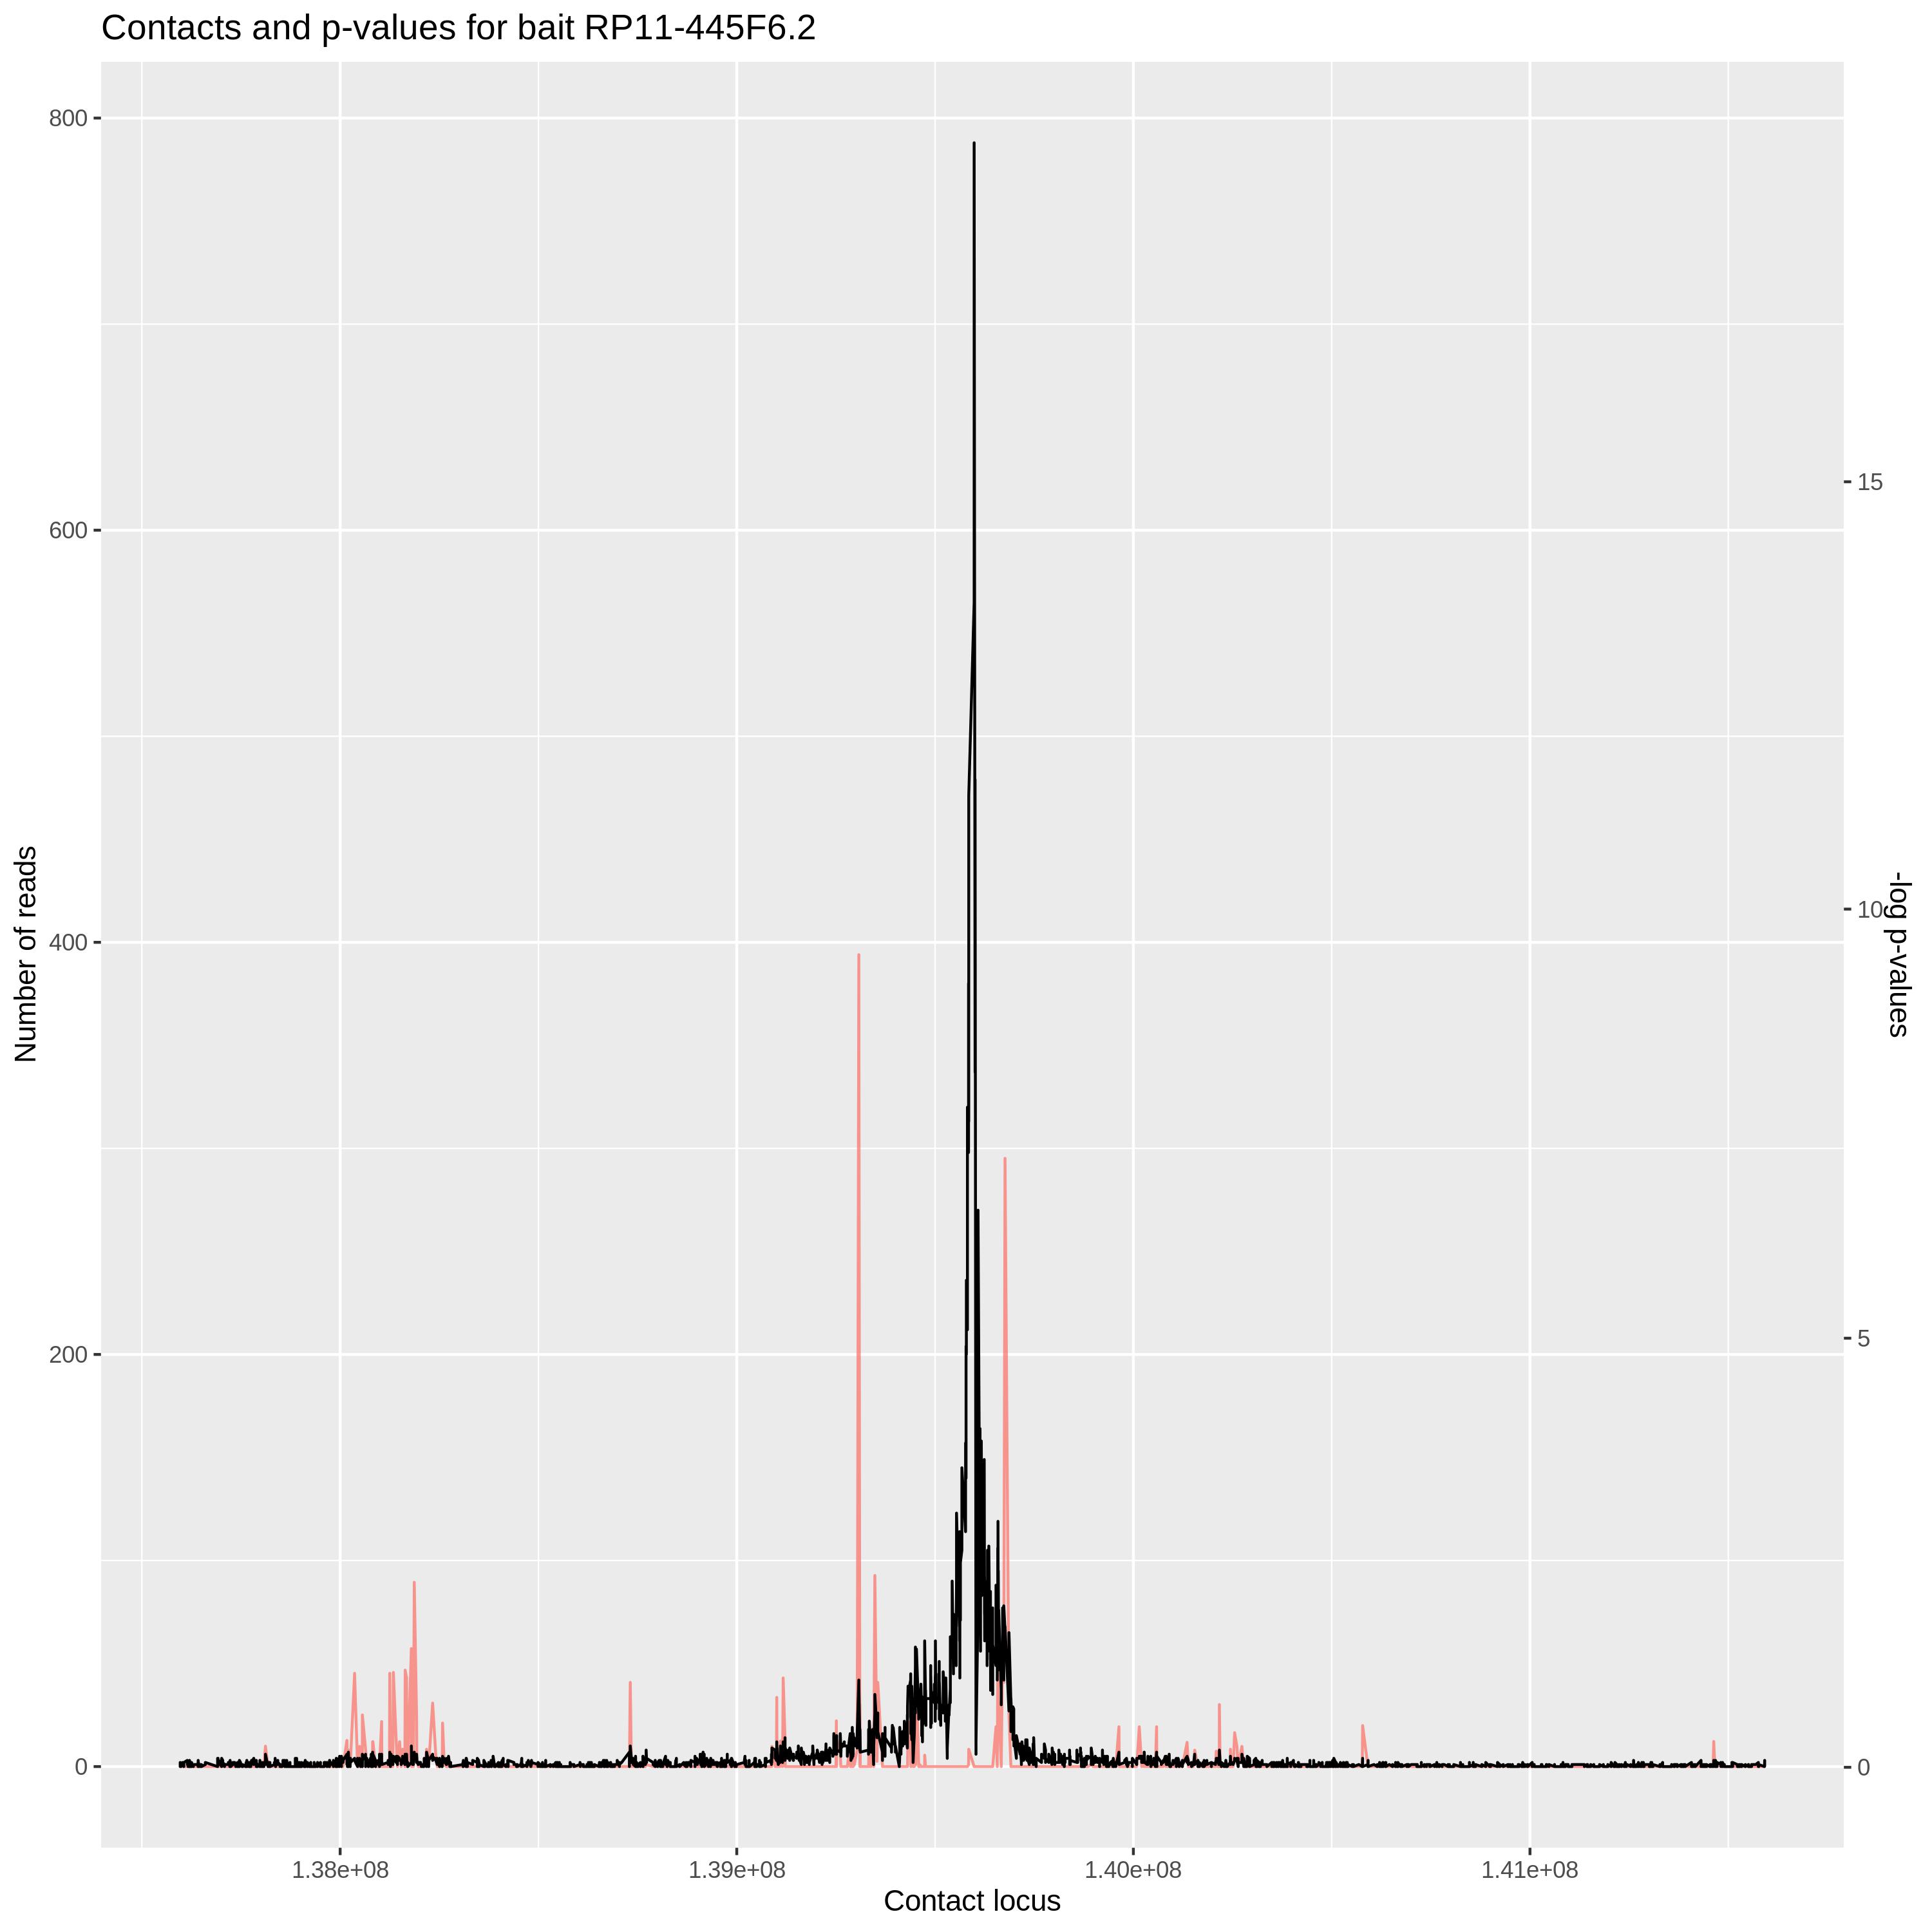 Contacts and p-values for bait RP11-445F6.2
800
600
400
200
0
Number of reads
15
10
5
0
-log p-values
1.38e+08
1.39e+08
1.40e+08
1.41e+08
Contact locus